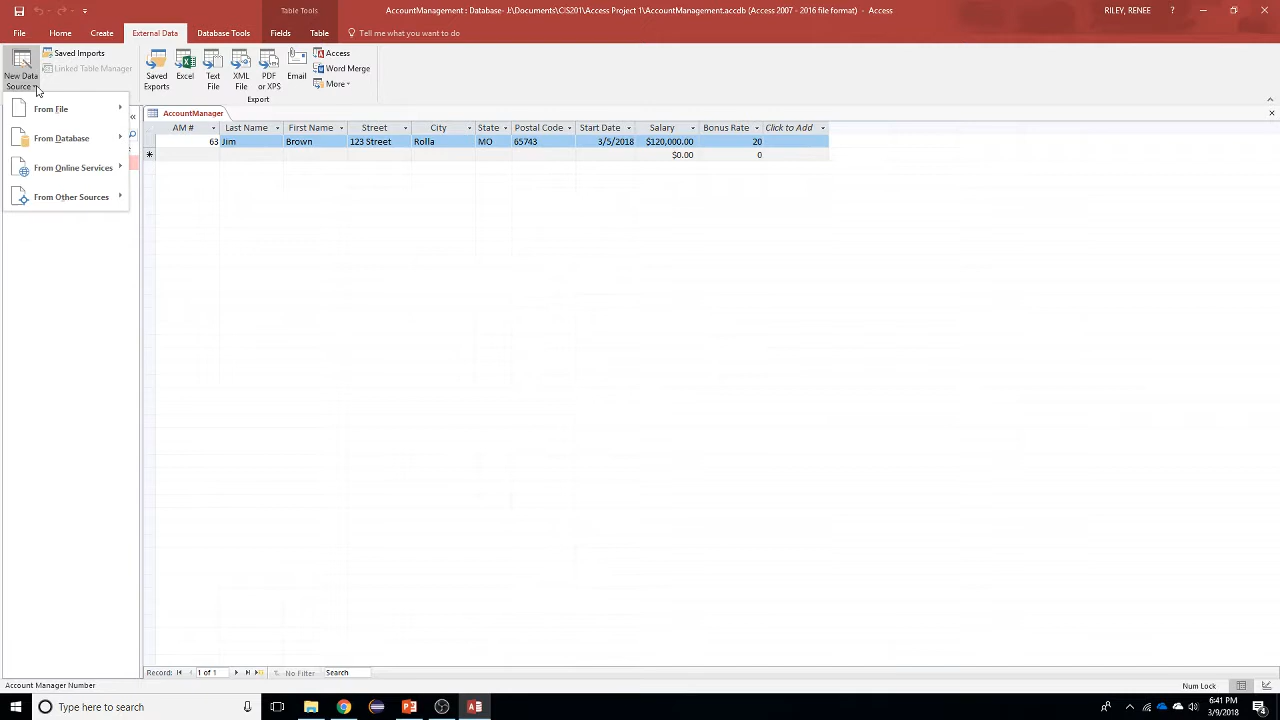 Table Tools
AccountManagement : Database- J:\Documents\CIS201\Access Project 1\AccountManagement.accdb (Access 2007 - 2016 file format) - Access
RILEY, RENEE
?
File Home Create External Data Database Tools Fields Table Tell me what you want to do
New Data Source
Saved Imports
Linked Table Manager
Saved Exports
Excel
Text File
XML File
PDF or XPS
Email
Access
Word Merge
More
Export
From File
From Database
From Online Services
From Other Sources
AccountManager
AM # Last Name First Name Street City State Postal Code Start Date Salary Bonus Rate Click to Add
63 Jim Brown 123 Street Rolla MO 65743 3/5/2018 $120,000.00 20
$0.00 0
Record: 1 of 1 No Filter Search
Account Manager Number
Num Lock
Type here to search
6:41 PM
3/9/2018